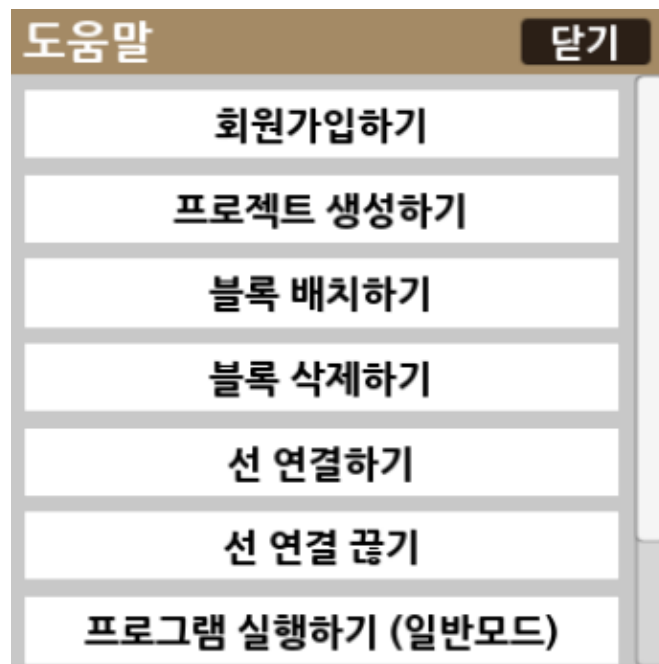 도움말
닫기
회원가입하기
프로젝트 생성하기
블록 배치하기
블록 삭제하기
선 연결하기
선 연결 끊기
프로그램 실행하기 (일반모드)